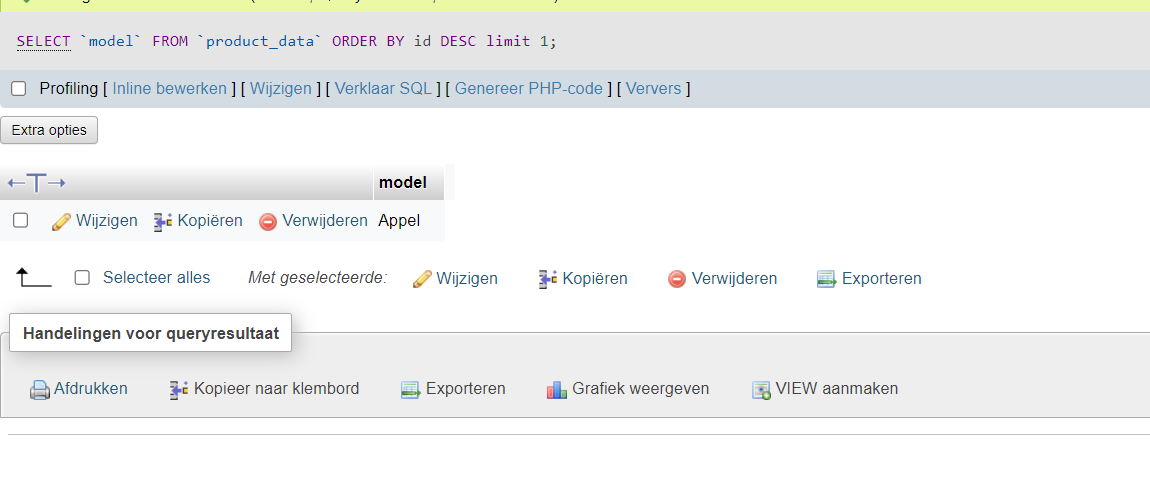 SELECT `model` FROM `product_data` ORDER BY id DESC limit 1;
Profiling [ Inline bewerken ] [ Wijzigen ] [ Verklaar SQL ] [ Genereer PHP-code ] [ Ververs ]
Extra opties
←T→ model
Wijzigen Kopiëren Verwijderen Appel
Selecteer alles Met geselecteerde: Wijzigen Kopiëren Verwijderen Exporteren
Handelingen voor queryresultaat
Afdrukken Kopieer naar klembord Exporteren Grafiek weergeven VIEW aanmaken